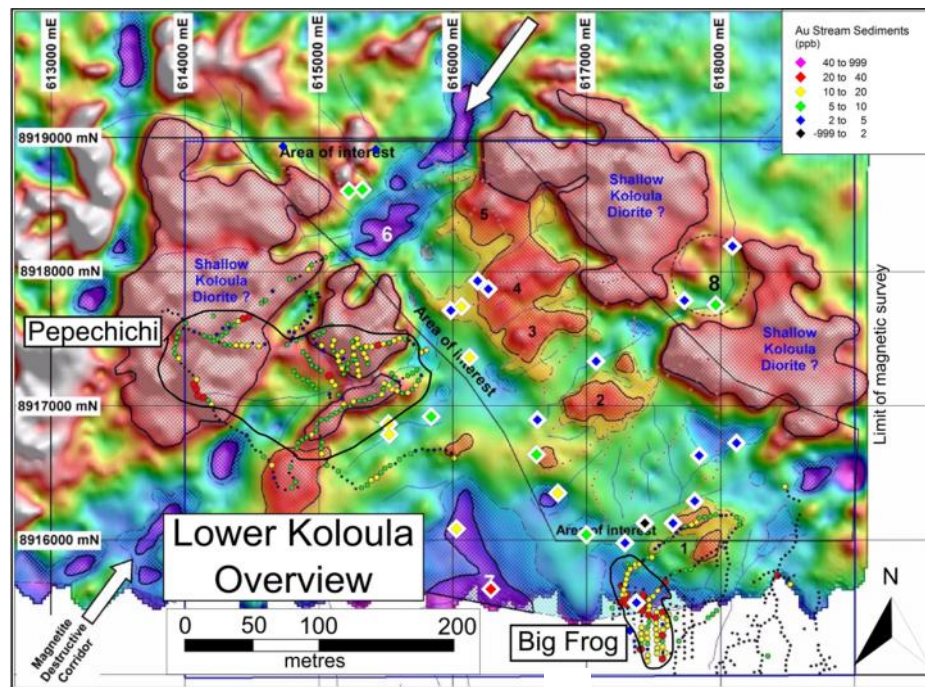 613000 mE
614000 mE
615000 mE
616000 mE
617000 mE
618000 mE
Au Stream Sediments
(ppb)
40 to 999
20 to 40
10 to 20
5 to 10
2 to 5
-999 to 2
8919000 mN
Area of interest
Shallow
Koloula
Diorite ?
5
6
8918000 mN
Shallow
Koloula
Diorite ?
4
8
Pepechichi
3
Area of interest
Shallow
Koloula
Diorite ?
Limit of magnetic survey
8917000 mN
2
Lower Koloula
Overview
8916000 mN
Area of interest
1
7
N
Magnetite
Destructive
Corridor
0 50 100 200
metres
Big Frog